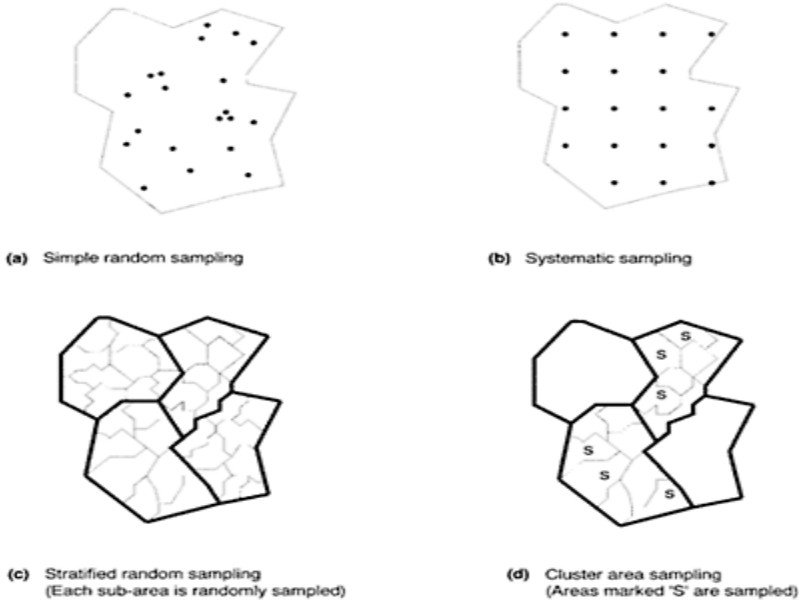 (a) Simple random sampling
(b) Systematic sampling
S
S
S
S
S
S
(c) Stratified random sampling
(Each sub-area is randomly sampled)
(d) Cluster area sampling
(Areas marked 'S' are sampled)